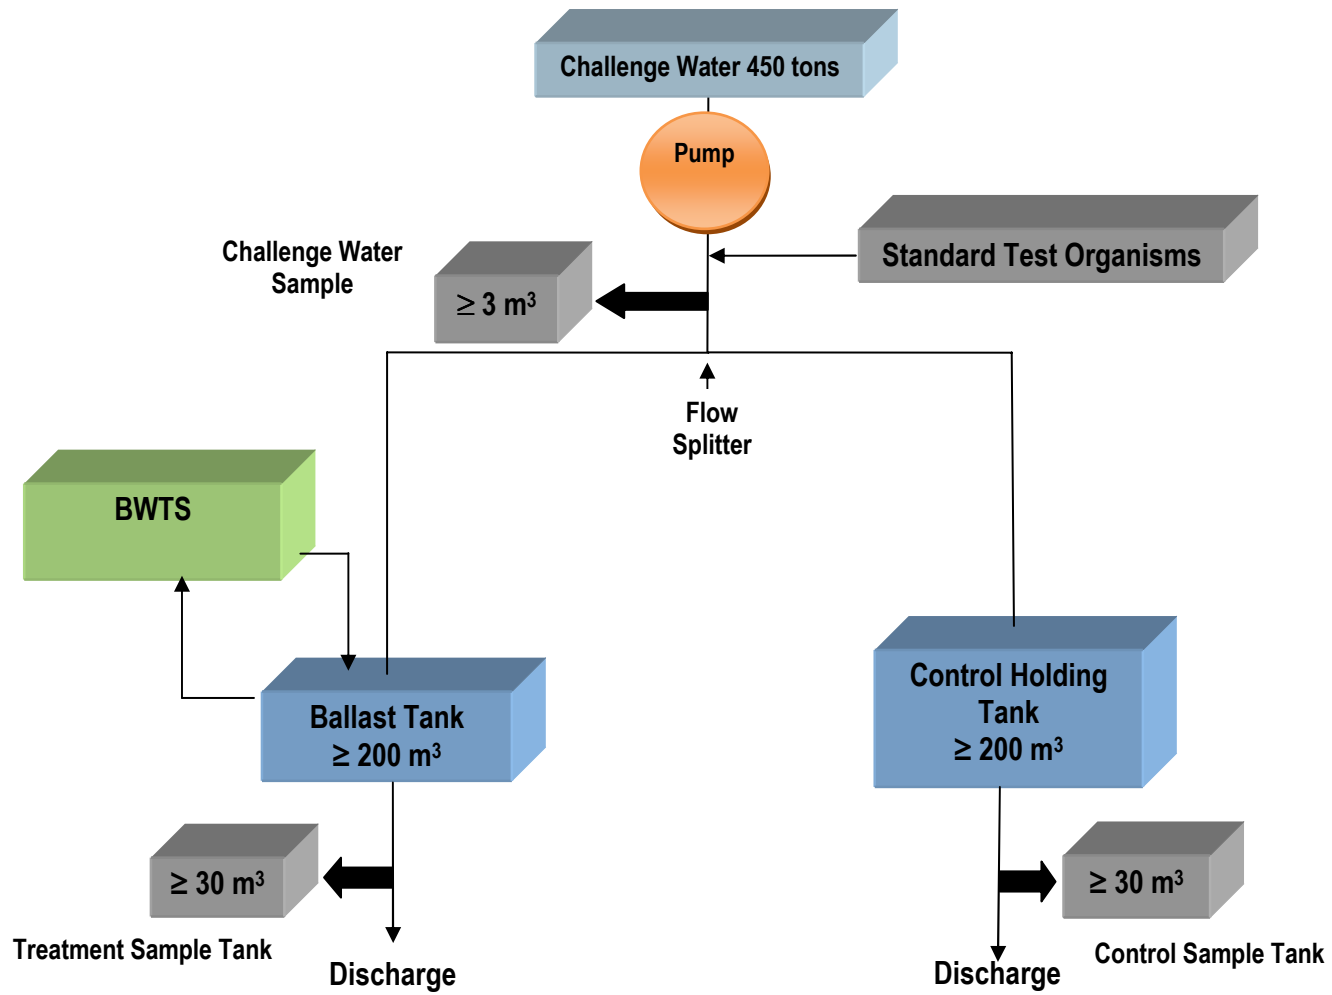 Challenge Water 450 tons
Pump
Standard Test Organisms
Challenge Water
Sample
≥ 3 m³
Flow
Splitter
BWTS
Ballast Tank
≥ 200 m³
Control Holding
Tank
≥ 200 m³
≥ 30 m³
Treatment Sample Tank
Discharge
≥ 30 m³
Control Sample Tank
Discharge